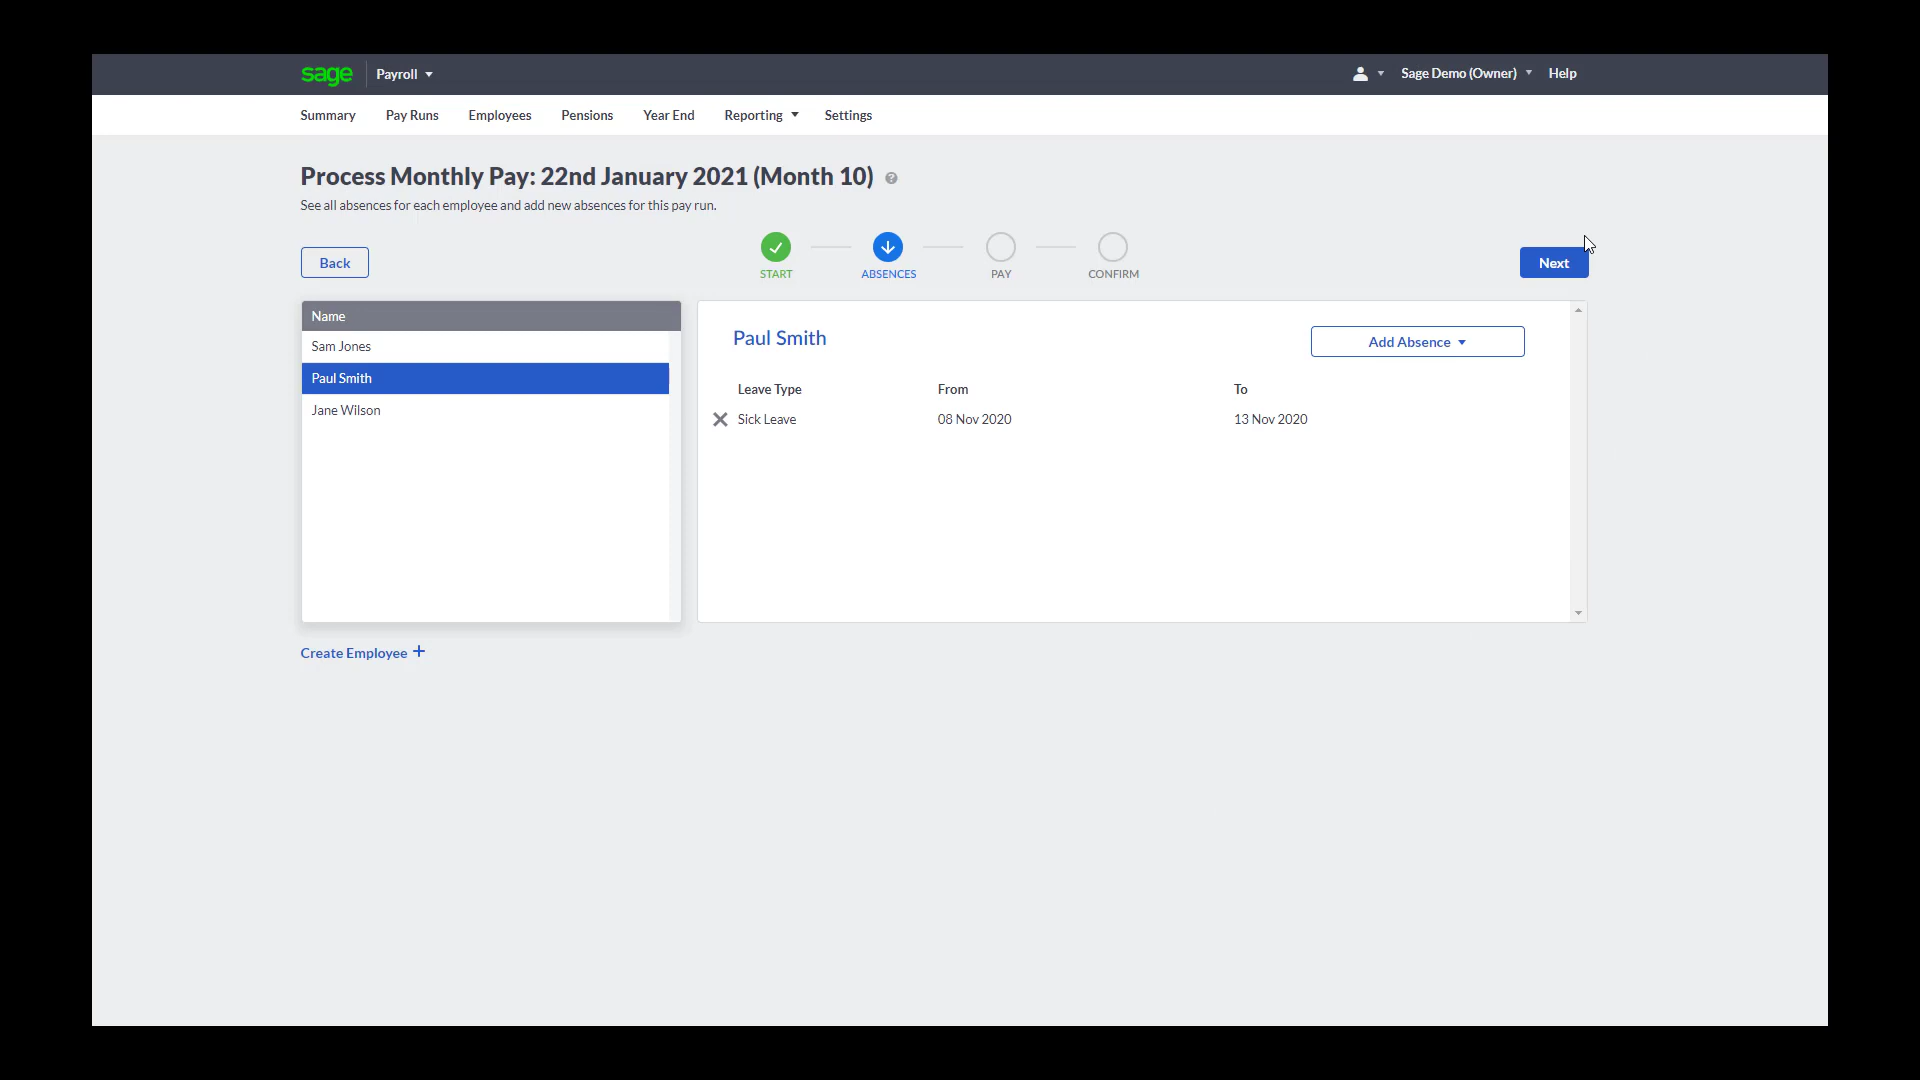 sage Payroll Sage Demo (Owner) Help
Summary Pay Runs Employees Pensions Year End Reporting Settings
Process Monthly Pay: 22nd January 2021 (Month 10) ?
See all absences for each employee and add new absences for this pay run.
Back START ABSENCES PAY CONFIRM Next
Name
Sam Jones
Paul Smith
Jane Wilson
Paul Smith Add Absence
Leave Type From To
Sick Leave 08 Nov 2020 13 Nov 2020
Create Employee +